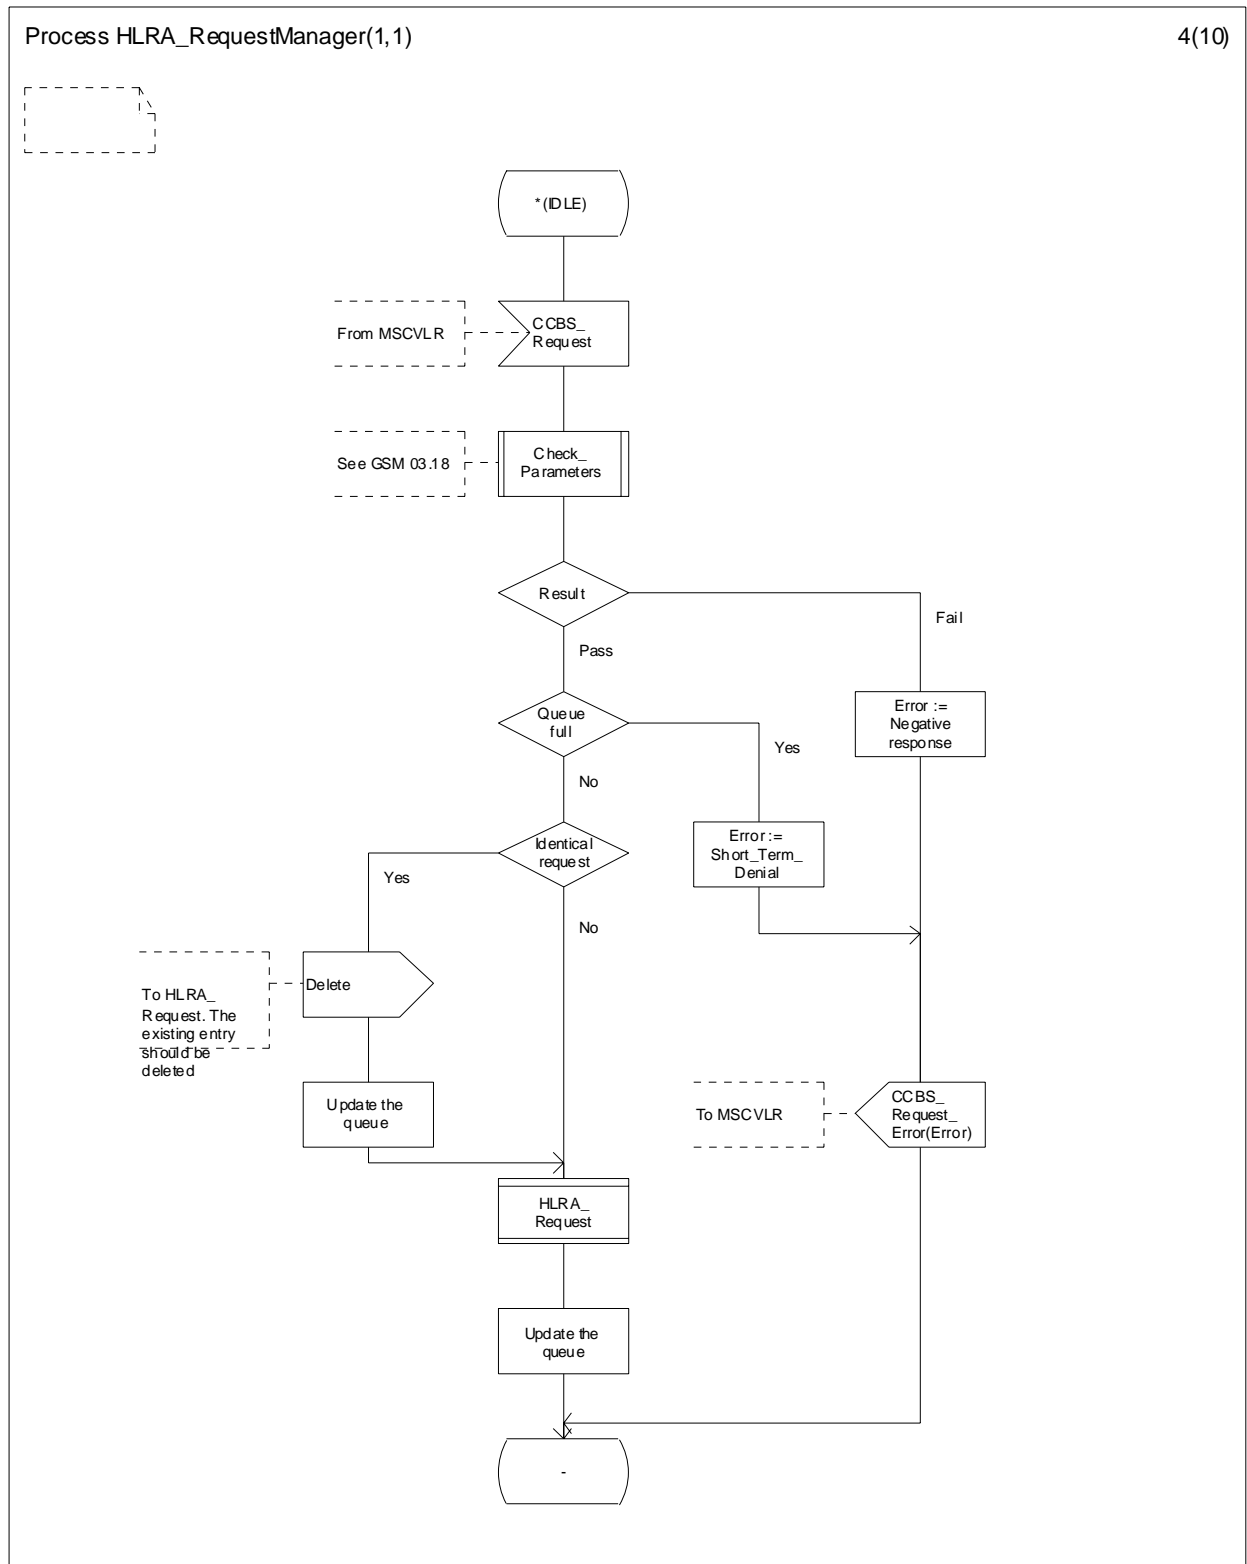 Process HLRA_RequestManager(1,1)
4(10)
*(IDLE)
From MSCVLR
CCBS_
Request
See GSM 03.18
Check_
Parameters
Result
Fail
Pass
Error :=
Negative
response
Queue
full
Yes
No
Error :=
Short_Term_
Denial
Identical
request
Yes
No
Delete
To HLRA_
Request. The
existing entry
should be
deleted
Update the
queue
To MSCVLR
CCBS_
Request_
Error(Error)
HLRA_
Request
Update the
queue
-